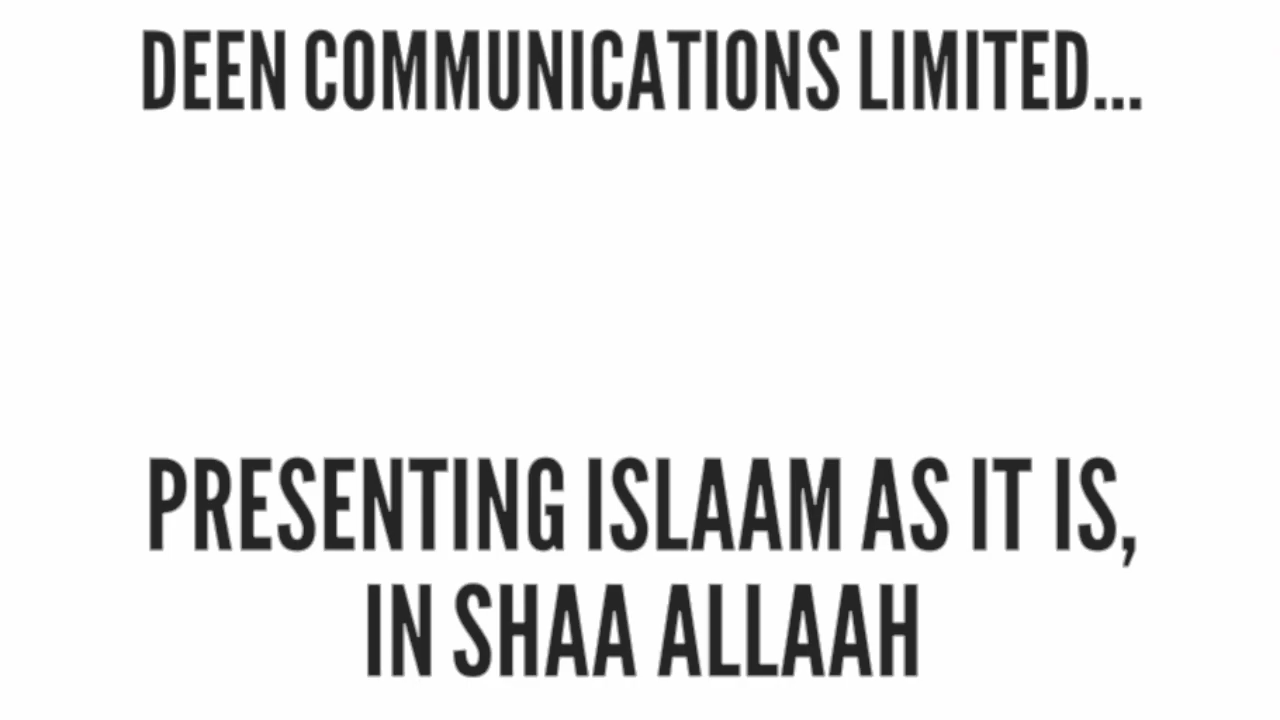 DEEN COMMUNICATIONS LIMITED...
PRESENTING ISLAAM AS IT IS,
IN SHAA ALLAAH